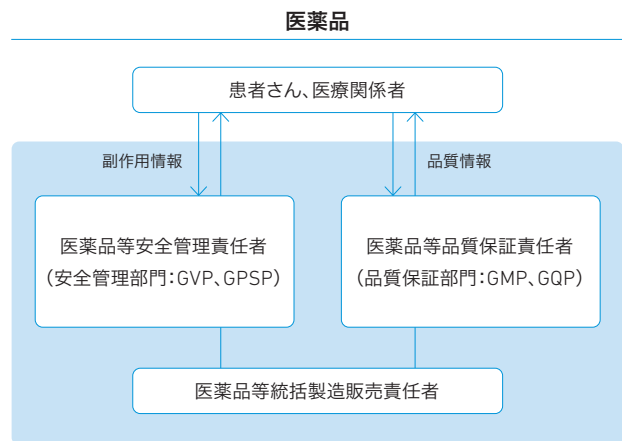 医薬品
患者さん、医療関係者
副作用情報
品質情報
医薬品等安全管理責任者
（安全管理部門：GVP、GPSP）
医薬品等品質保証責任者
（品質保証部門：GMP、GQP）
医薬品等統括製造販売責任者